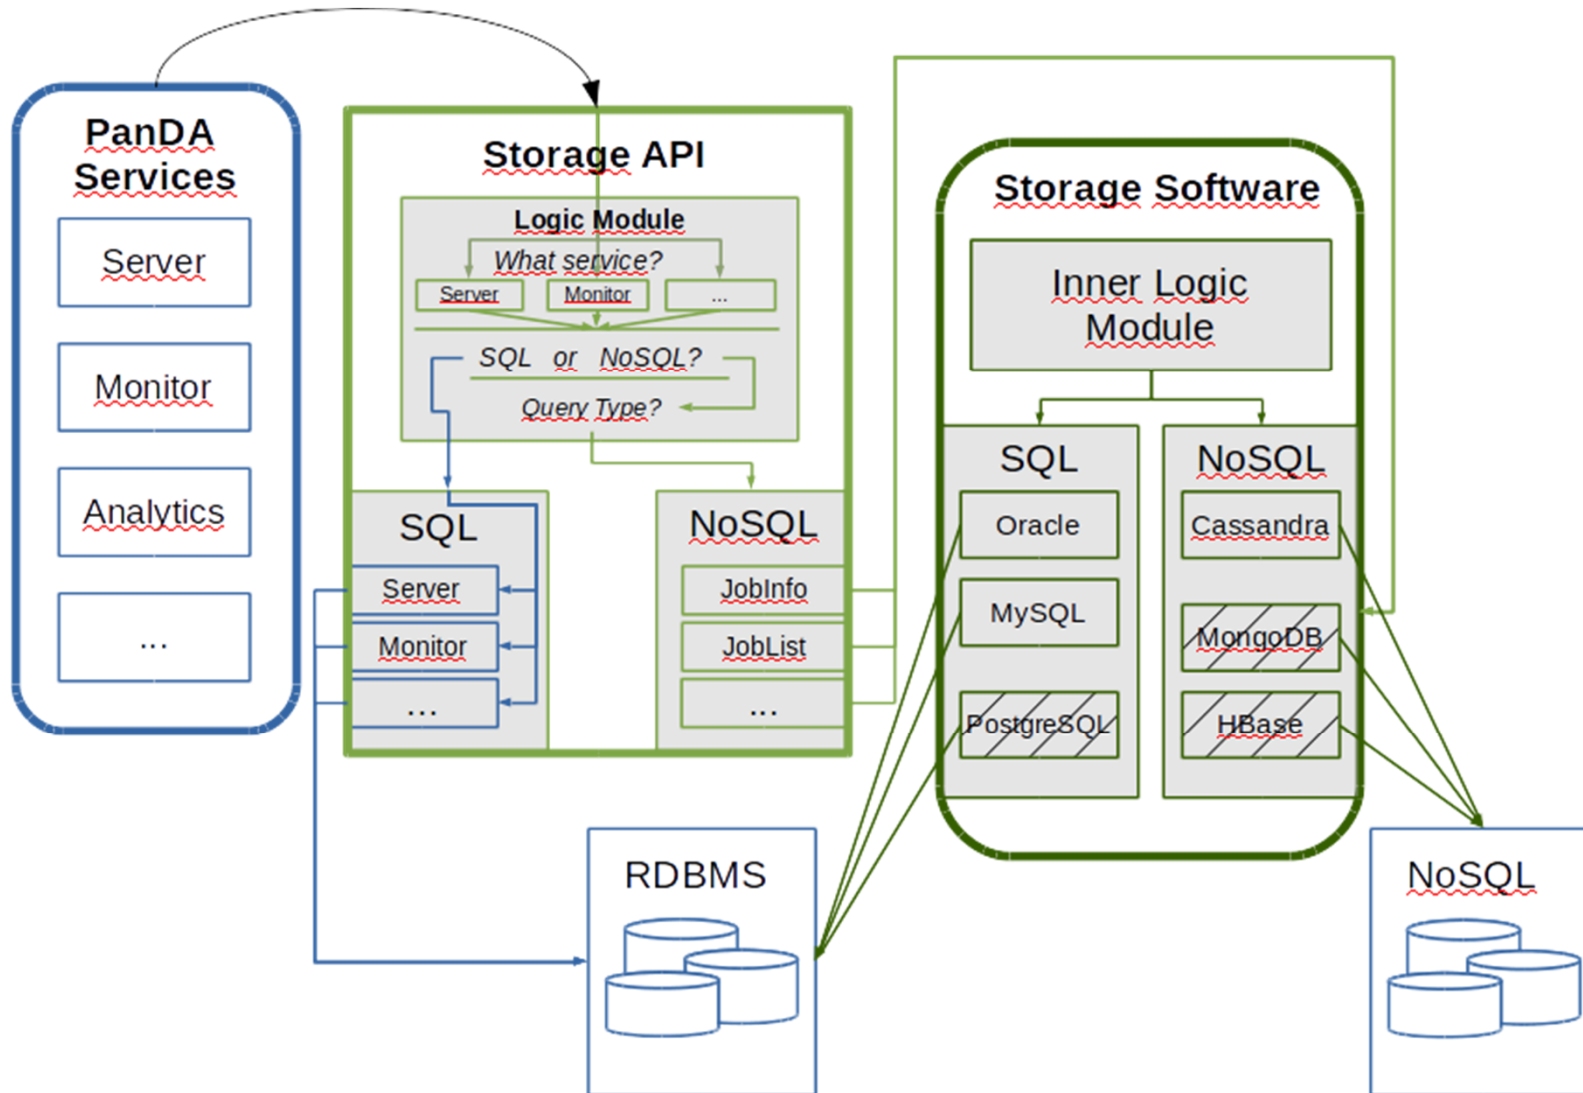 PanDA
Services
Server
Monitor
Analytics
...
Storage API
Logic Module
What service?
Server
Monitor
...
SQL or NoSQL?
Query Type?
SQL
Server
Monitor
...
NoSQL
JobInfo
JobList
...
Storage Software
Inner Logic
Module
SQL
Oracle
MySQL
PostgreSQL
NoSQL
Cassandra
MongoDB
HBase
RDBMS
NoSQL